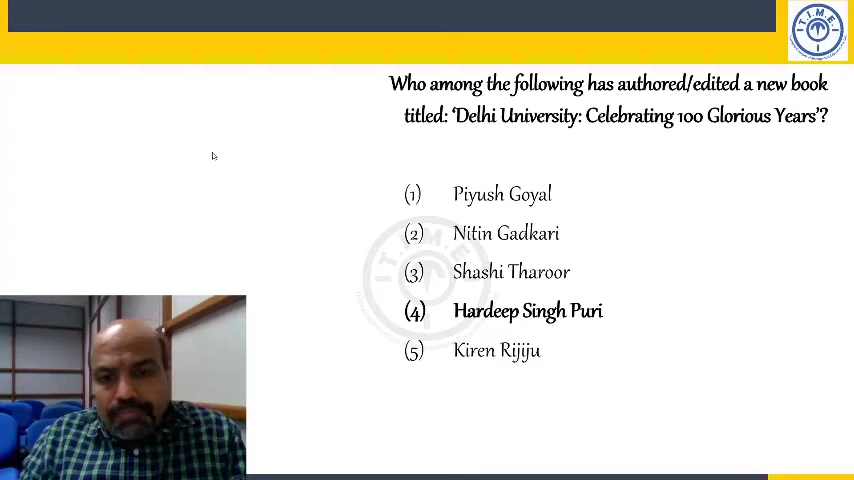 T.I.M.E.
Who among the following has authored/edited a new book
titled: ‘Delhi University: Celebrating 100 Glorious Years’?
(1) Piyush Goyal
(2) Nitin Gadkari
(3) Shashi Tharoor
(4) Hardeep Singh Puri
(5) Kiren Rijiju
T.I.M.E.